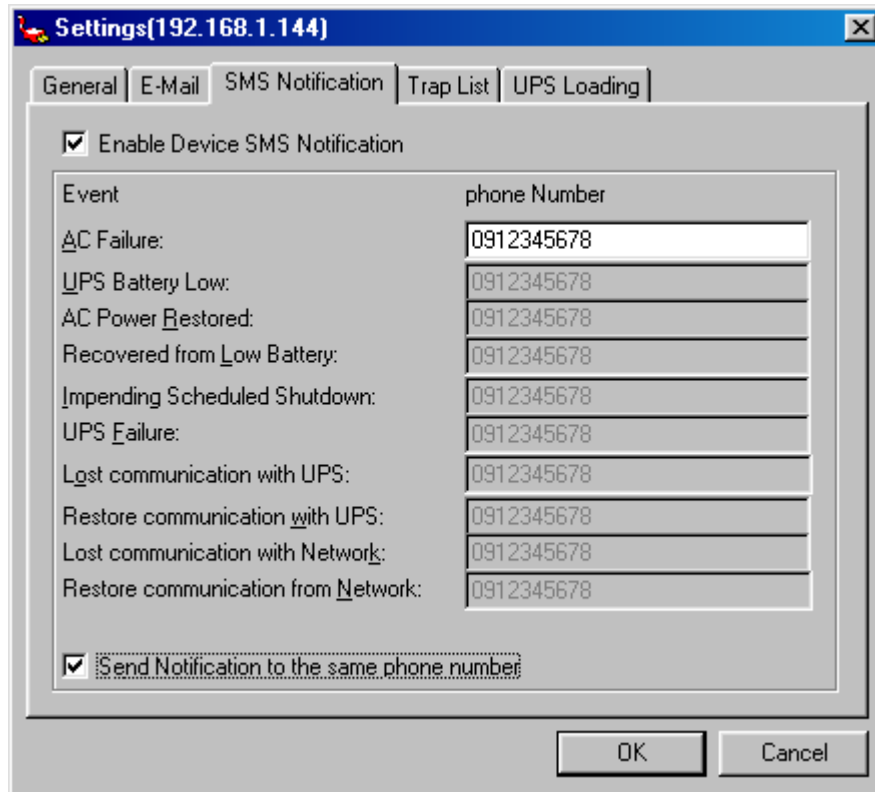 Settings(192.168.1.144)
General E-Mail SMS Notification Trap List UPS Loading
Enable Device SMS Notification
Event phone Number
AC Failure: 0912345678
UPS Battery Low: 0912345678
AC Power Restored: 0912345678
Recovered from Low Battery: 0912345678
Impending Scheduled Shutdown: 0912345678
UPS Failure: 0912345678
Lost communication with UPS: 0912345678
Restore communication with UPS: 0912345678
Lost communication with Network: 0912345678
Restore communication from Network: 0912345678
Send Notification to the same phone number
OK Cancel